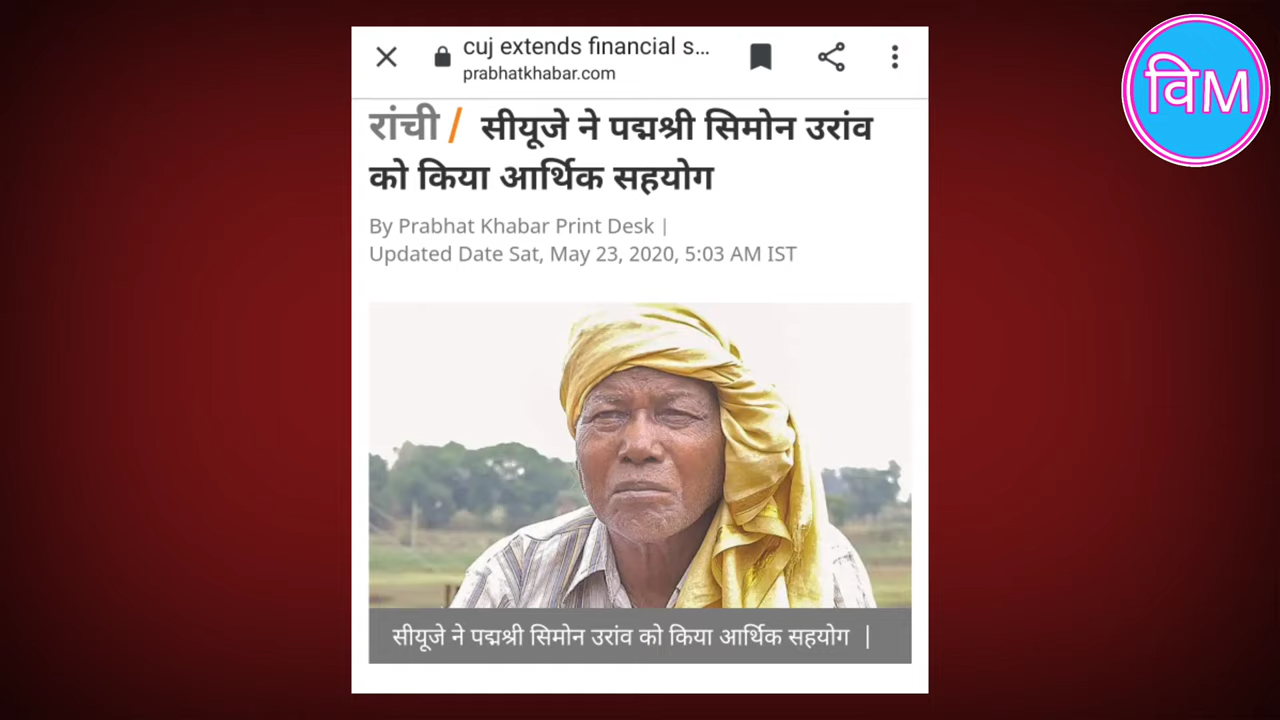 cuj extends financial s...
prabhatkhabar.com
विM
रांची / सीयूजे ने पद्मश्री सिमोन उरांव
को किया आर्थिक सहयोग
By Prabhat Khabar Print Desk |
Updated Date Sat, May 23, 2020, 5:03 AM IST
सीयूजे ने पद्मश्री सिमोन उरांव को किया आर्थिक सहयोग |